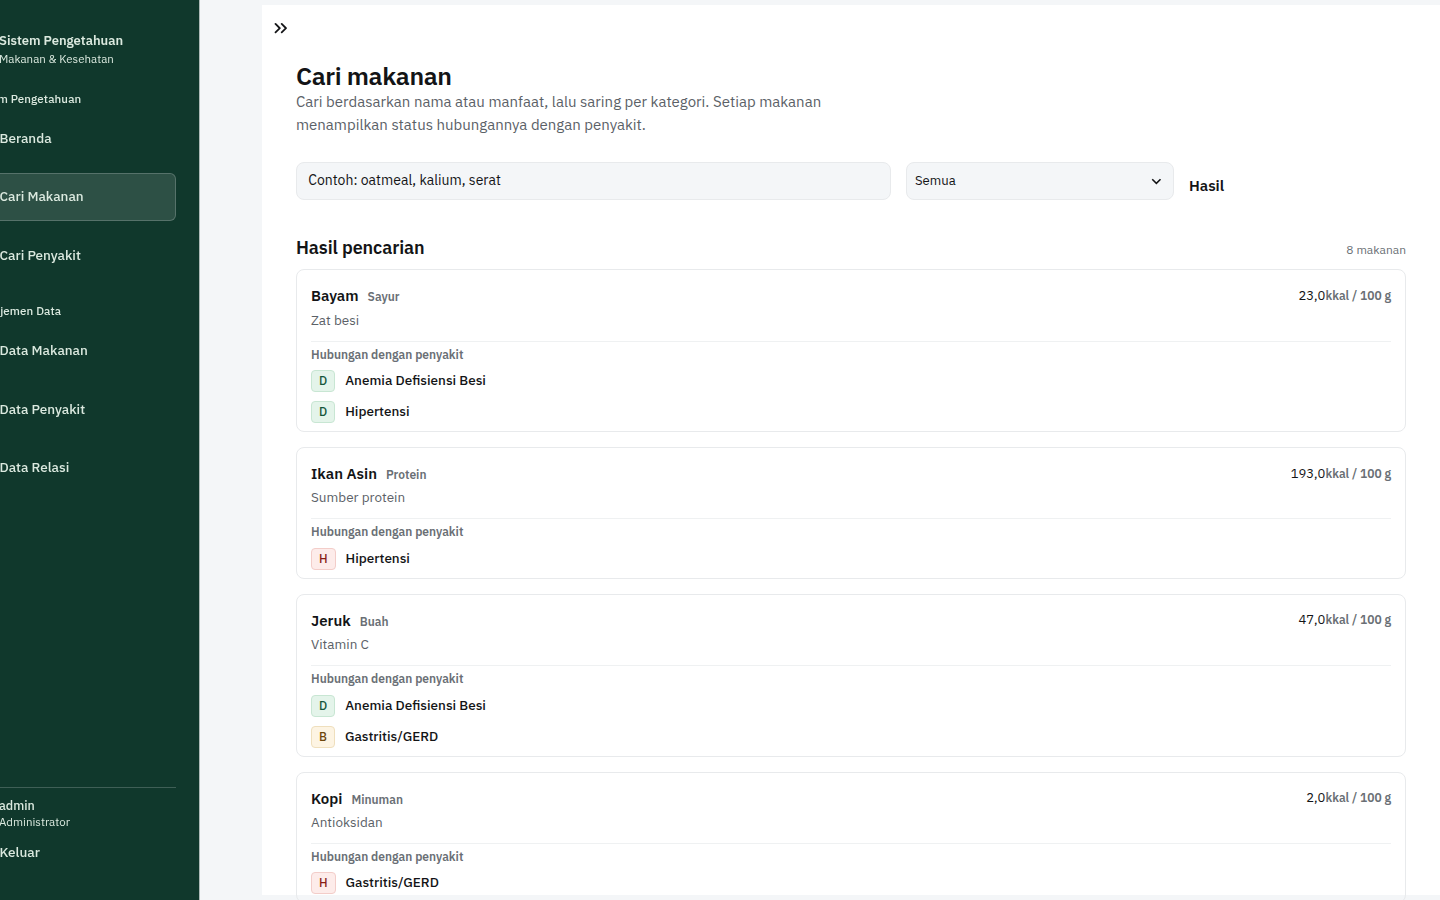 Sistem Pengetahuan
Makanan & Kesehatan
m Pengetahuan
Beranda
Cari Makanan
Cari Penyakit
jemen Data
Data Makanan
Data Penyakit
Data Relasi
admin
Administrator
Keluar
Cari makanan
Cari berdasarkan nama atau manfaat, lalu saring per kategori. Setiap makanan
menampilkan status hubungannya dengan penyakit.
Contoh: oatmeal, kalium, serat
Semua
Hasil
Hasil pencarian
8 makanan
Bayam Sayur
23,0kkal / 100 g
Zat besi
Hubungan dengan penyakit
D Anemia Defisiensi Besi
D Hipertensi
Ikan Asin Protein
193,0kkal / 100 g
Sumber protein
Hubungan dengan penyakit
H Hipertensi
Jeruk Buah
47,0kkal / 100 g
Vitamin C
Hubungan dengan penyakit
D Anemia Defisiensi Besi
B Gastritis/GERD
Kopi Minuman
2,0kkal / 100 g
Antioksidan
Hubungan dengan penyakit
H Gastritis/GERD